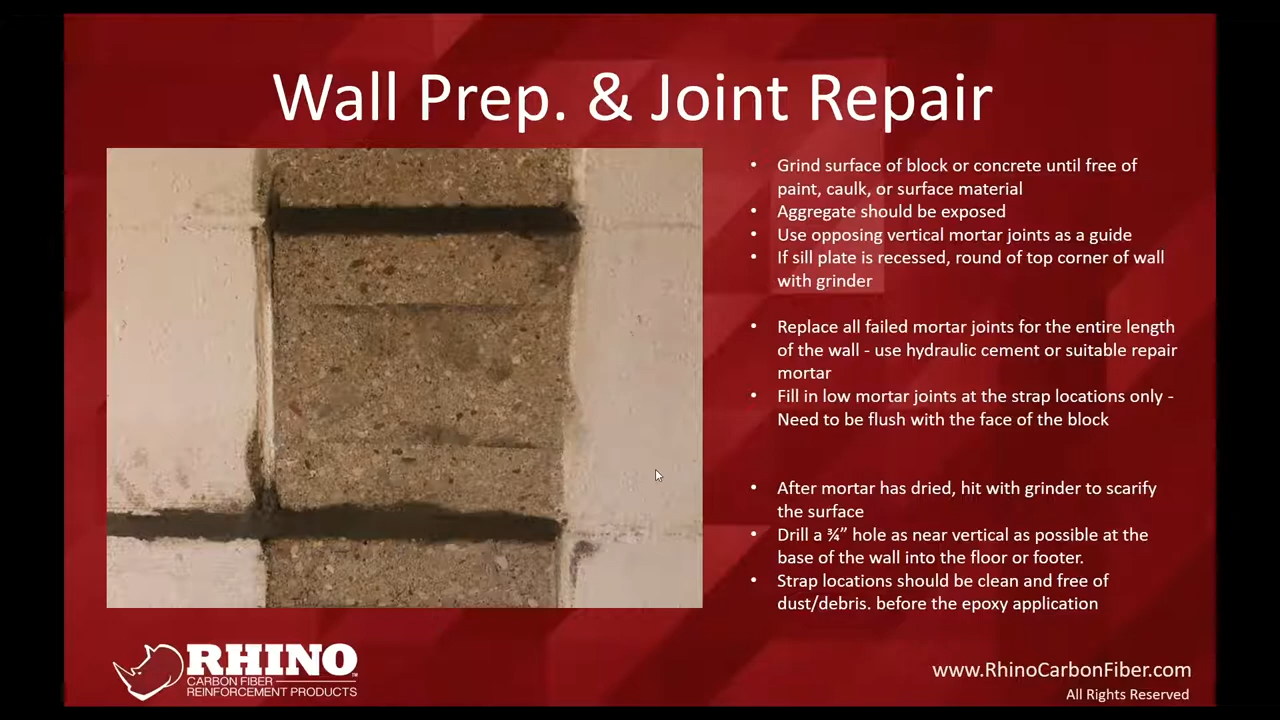 Wall Prep. & Joint Repair
• Grind surface of block or concrete until free of
paint, caulk, or surface material
• Aggregate should be exposed
• Use opposing vertical mortar joints as a guide
• If sill plate is recessed, round of top corner of wall
with grinder
• Replace all failed mortar joints for the entire length
of the wall - use hydraulic cement or suitable repair
mortar
• Fill in low mortar joints at the strap locations only -
Need to be flush with the face of the block
• After mortar has dried, hit with grinder to scarify
the surface
• Drill a ¾” hole as near vertical as possible at the
base of the wall into the floor or footer.
• Strap locations should be clean and free of
dust/debris. before the epoxy application
RHINO™
CARBON FIBER
REINFORCEMENT PRODUCTS
www.RhinoCarbonFiber.com
All Rights Reserved